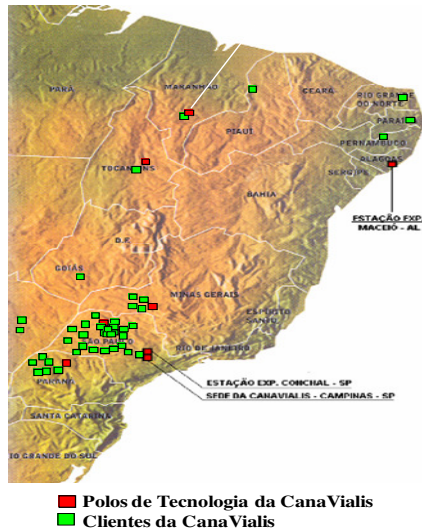 PARÁ
MARANHÃO
CEARÁ
RIO GRANDE
DO NORTE
PARAÍ
PIAUÍ
PERNAMBUCO
ALAGOAS
SERGIPE
TOCANTINS
BAHIA
ESTAÇÃO EXP.
MACEIÓ - AL
D.F.
GOIÁS
MINAS GERAIS
ESPÍRITO
SANTO
SÃO PAULO
RIO DE JANEIRO
PARANÁ
ESTAÇÃO EXP. CONCHAL - SP
SEDE DA CANAVIALIS - CAMPINAS - SP
SANTA CATARINA
RIO GRANDE DO SUL
Polos de Tecnologia da CanaVialis
Clientes da CanaVialis